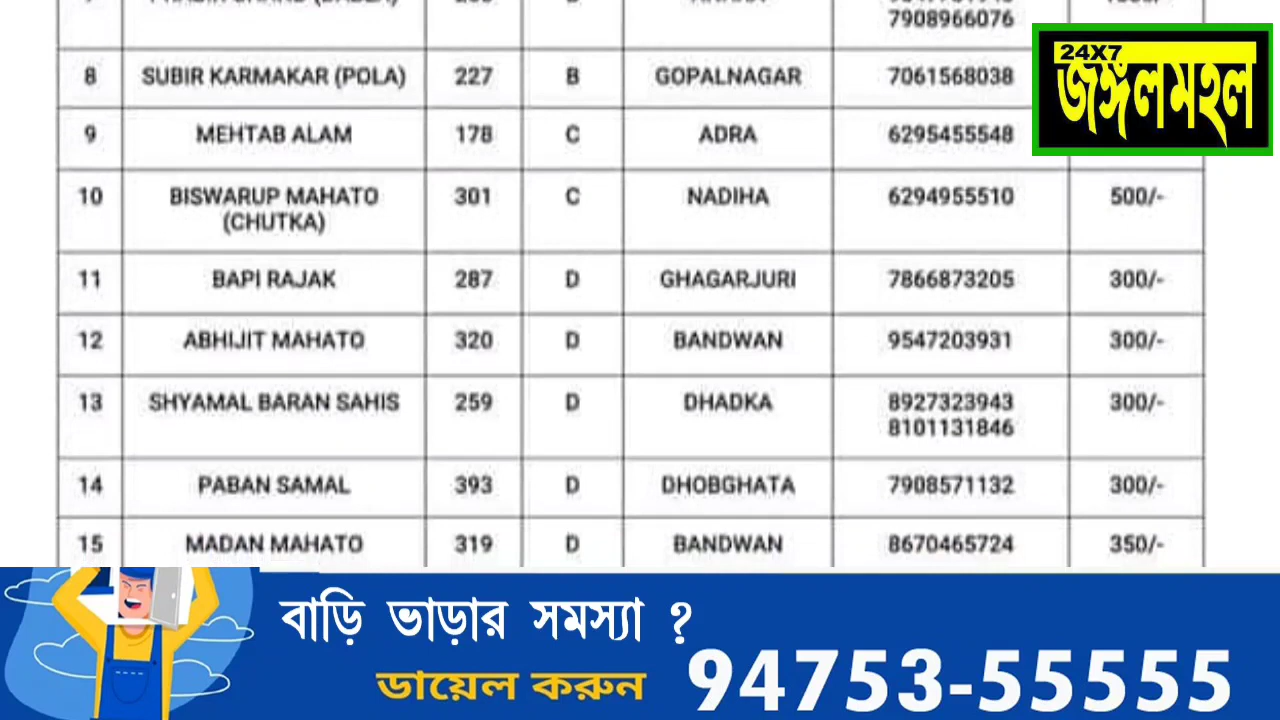 7908966076
8 SUBIR KARMAKAR (POLA) 227 B GOPALNAGAR 7061568038
24X7
জঙ্গলমহল
9 MEHTAB ALAM 178 C ADRA 6295455548
10 BISWARUP MAHATO 301 C NADIHA 6294955510 500/-
(CHUTKA)
11 BAPI RAJAK 287 D GHAGARJURI 7866873205 300/-
12 ABHIJIT MAHATO 320 D BANDWAN 9547203931 300/-
13 SHYAMAL BARAN SAHIS 259 D DHADKA 8927323943 300/-
8101131846
14 PABAN SAMAL 393 D DHOBGHATA 7908571132 300/-
15 MADAN MAHATO 319 D BANDWAN 8670465724 350/-
বাড়ি ভাড়ার সমস্যা ?
ডায়েল করুন 94753-55555